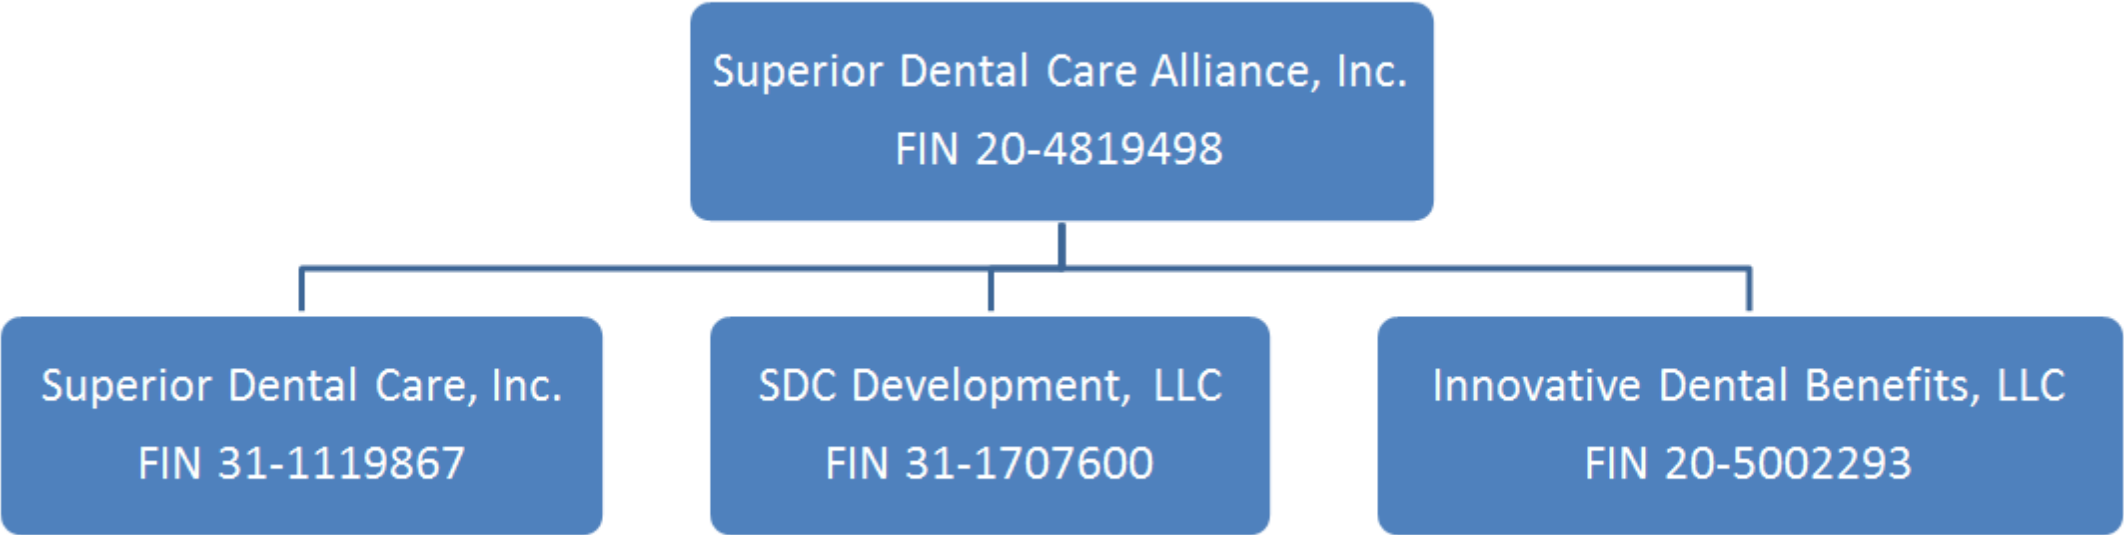 Superior Dental Care Alliance, Inc.
FIN 20-4819498
Superior Dental Care, Inc.
FIN 31-1119867
SDC Development, LLC
FIN 31-1707600
Innovative Dental Benefits, LLC
FIN 20-5002293